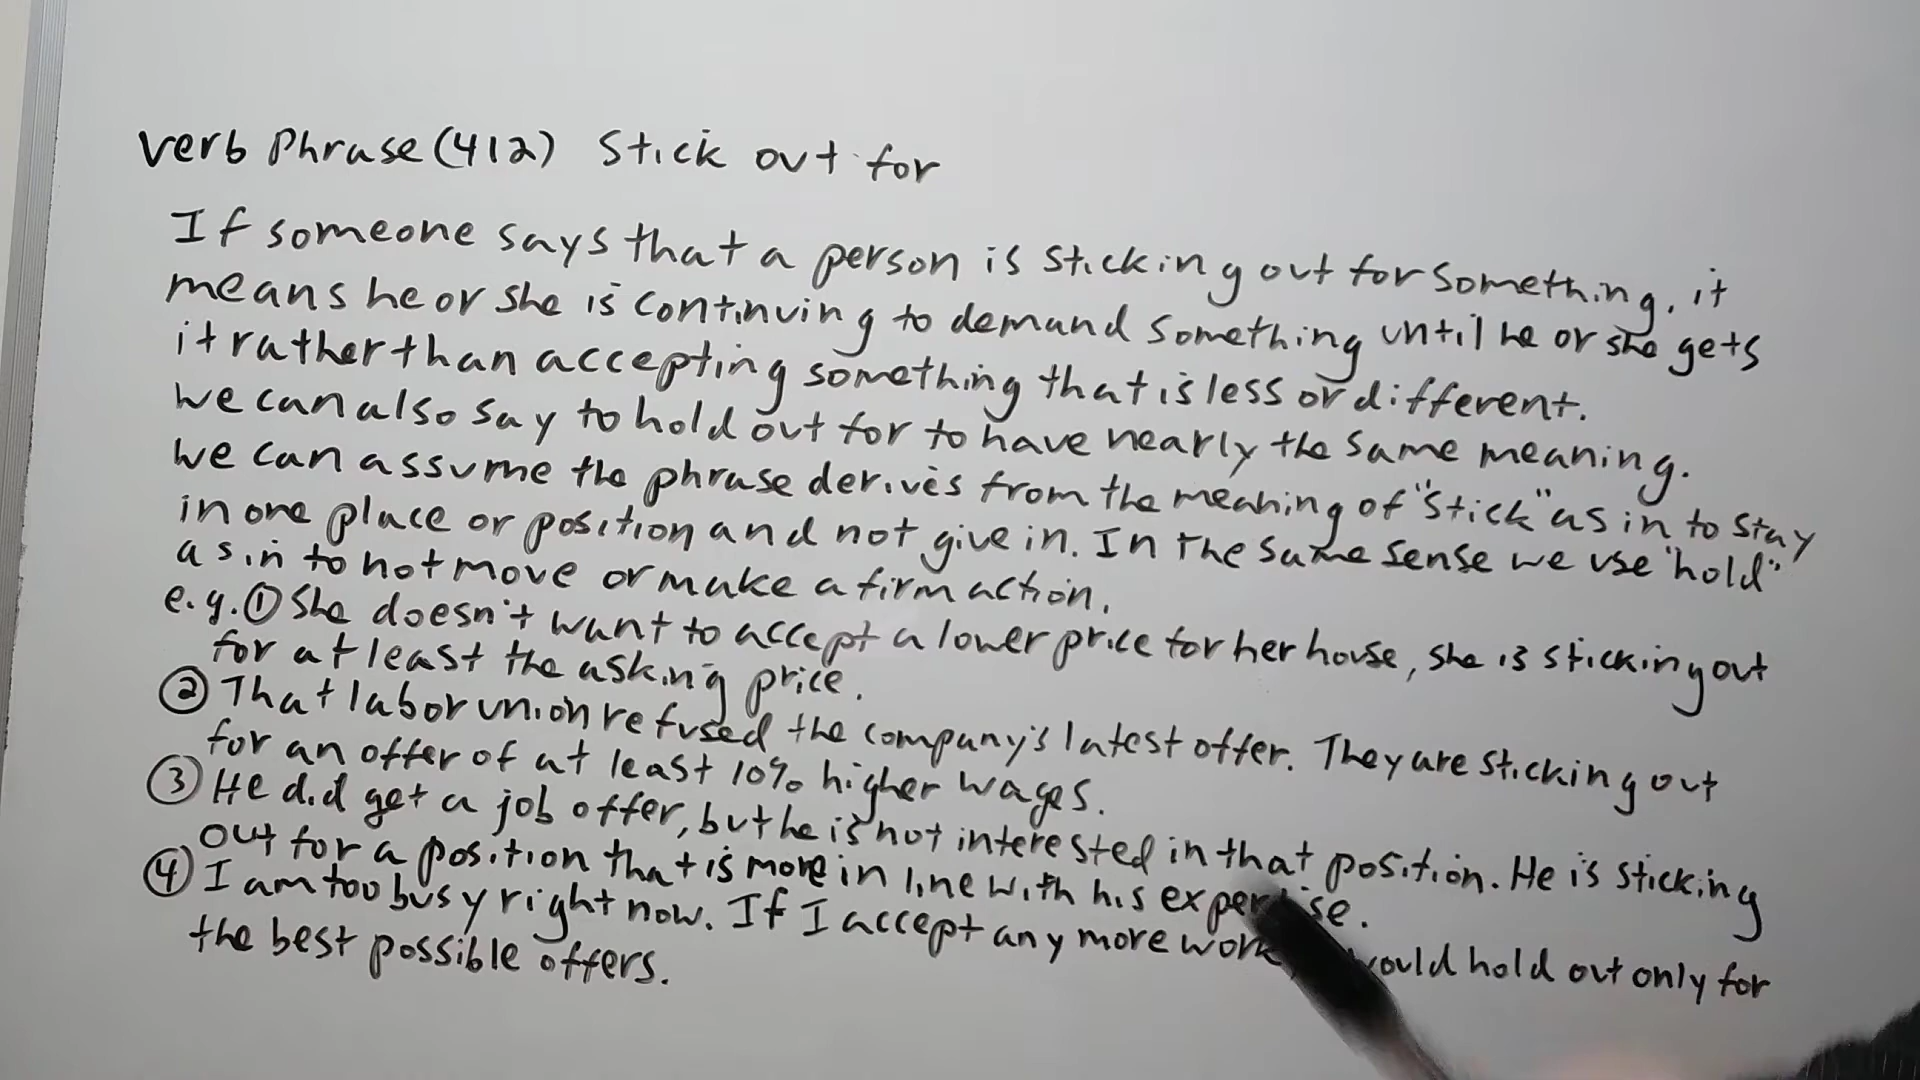 Verb Phrase (412) Stick out for
If someone says that a person is sticking out for something, it
means he or she is continuing to demand something until he or she gets
it rather than accepting something that is less or different.
We can also say to hold out for to have nearly the same meaning.
We can assume the phrase derives from the meaning of "stick" as in to stay
in one place or position and not give in. In the same sense we use "hold"
as in to not move or make a firm action.
e.g. ① She doesn't want to accept a lower price for her house, she is sticking out
for at least the asking price.
② That labor union refused the company's latest offer. They are sticking out
for an offer of at least 10% higher wages.
③ He did get a job offer, but he is not interested in that position. He is sticking
out for a position that is more in line with his expertise.
④ I am too busy right now. If I accept any more work would hold out only for
the best possible offers.